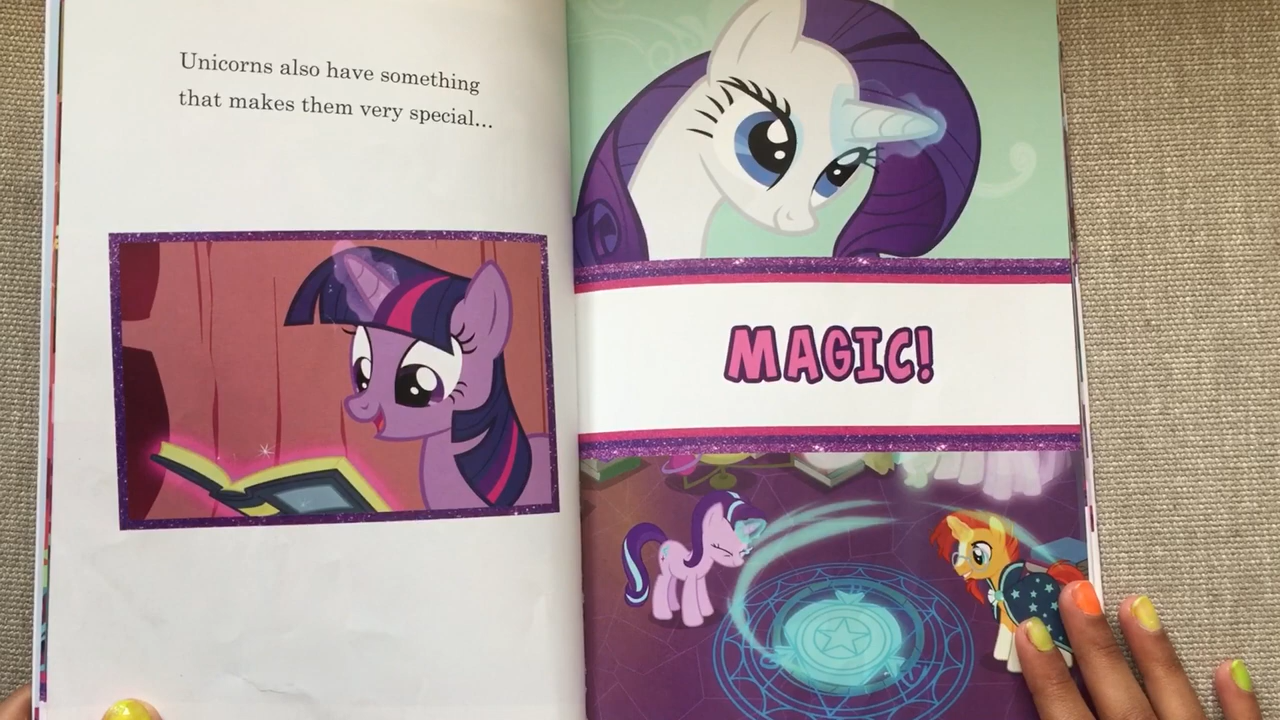 Unicorns also have something
that makes them very special...
MAGIC!